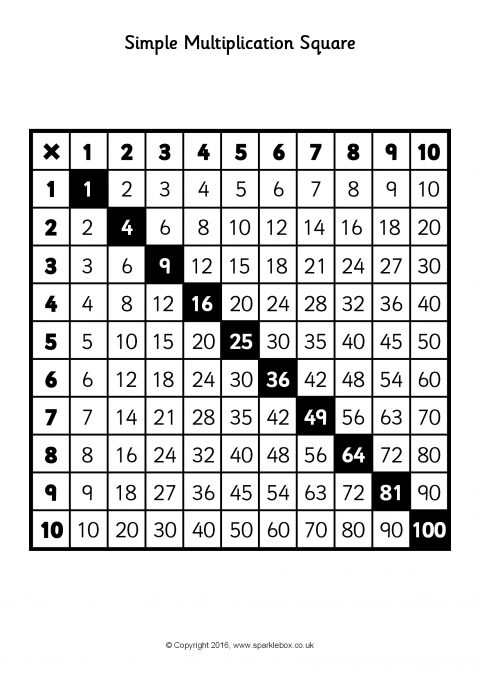 Simple Multiplication Square
× 1 2 3 4 5 6 7 8 9 10
1 1 2 3 4 5 6 7 8 9 10
2 2 4 6 8 10 12 14 16 18 20
3 3 6 9 12 15 18 21 24 27 30
4 4 8 12 16 20 24 28 32 36 40
5 5 10 15 20 25 30 35 40 45 50
6 6 12 18 24 30 36 42 48 54 60
7 7 14 21 28 35 42 49 56 63 70
8 8 16 24 32 40 48 56 64 72 80
9 9 18 27 36 45 54 63 72 81 90
10 10 20 30 40 50 60 70 80 90 100
© Copyright 2016, www.sparklebox.co.uk